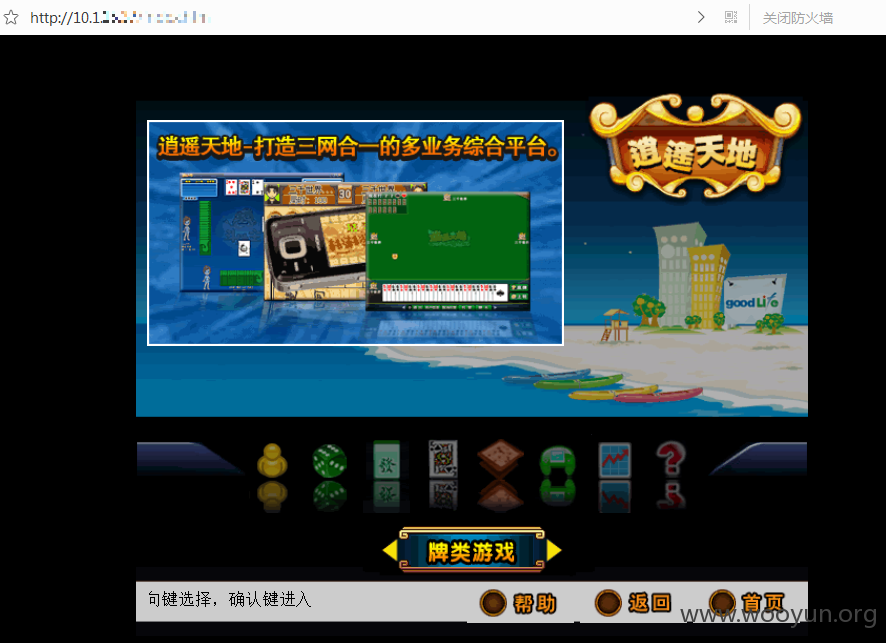 http://10.1.
关闭防火墙
逍遥天地-打造三网合一的多业务综合平台。
逍遥天地
30
good Life
牌类游戏
句键选择，确认键进入
帮助
返回
首页
www.wooyun.org